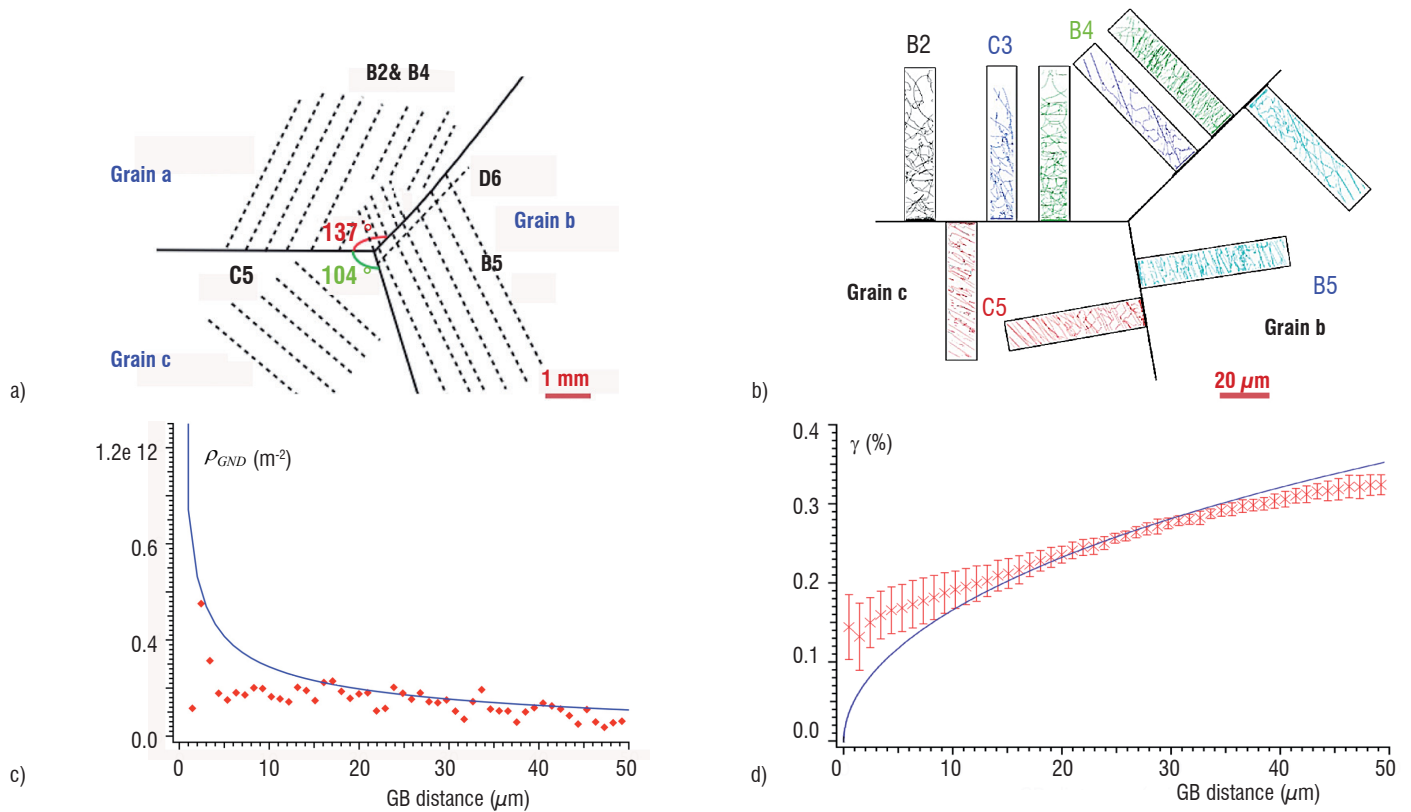 B2& B4
Grain a
D6
Grain b
137 °
104 °
C5
B5
Grain c
1 mm
a)
B2
C3
B4
Grain c
C5
B5
Grain b
20 µm
b)
1.2e 12
ρGND (m-2)
0.6
0.4
0.0
0 10 20 30 40 50
GB distance (µm)
c)
0.4
γ (%)
0.3
0.2
0.1
0.0
0 10 20 30 40 50
GB distance (µm)
d)